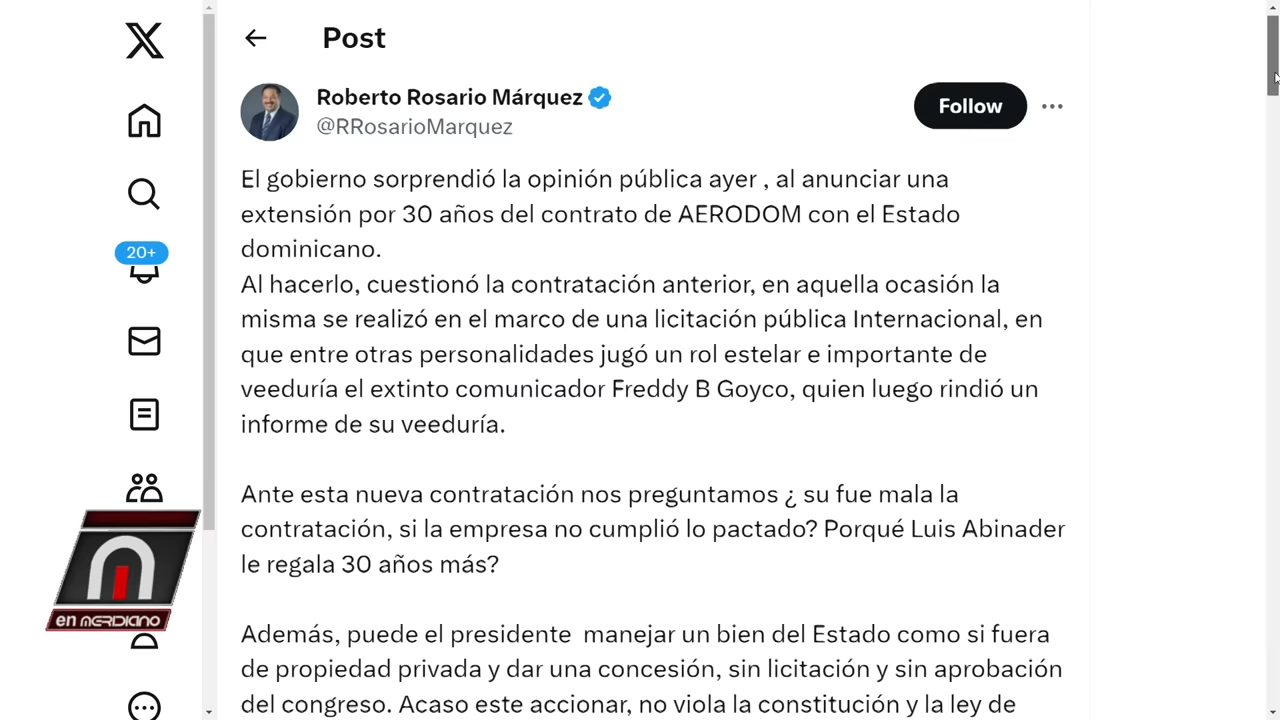 Post
Roberto Rosario Márquez
@RRosarioMarquez
Follow
El gobierno sorprendió la opinión pública ayer , al anunciar una
extensión por 30 años del contrato de AERODOM con el Estado
dominicano.
Al hacerlo, cuestionó la contratación anterior, en aquella ocasión la
misma se realizó en el marco de una licitación pública Internacional, en
que entre otras personalidades jugó un rol estelar e importante de
veeduría el extinto comunicador Freddy B Goyco, quien luego rindió un
informe de su veeduría.
Ante esta nueva contratación nos preguntamos ¿ su fue mala la
contratación, si la empresa no cumplió lo pactado? Porqué Luis Abinader
le regala 30 años más?
Además, puede el presidente  manejar un bien del Estado como si fuera
de propiedad privada y dar una concesión, sin licitación y sin aprobación
del congreso. Acaso este accionar, no viola la constitución y la ley de
20+
en MERDIANO